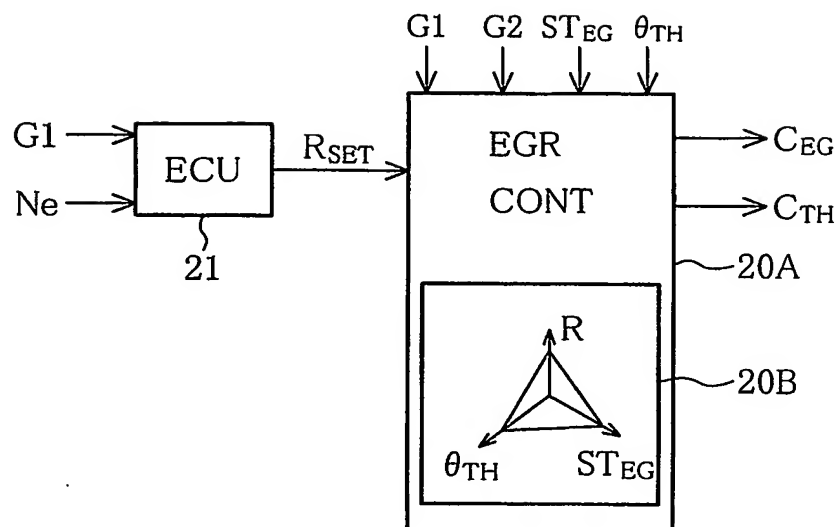 G1 G2 ST_EG θ_TH
G1
Ne
ECU
21
R_SET
EGR
CONT
C_EG
C_TH
20A
R
θ_TH
ST_EG
20B